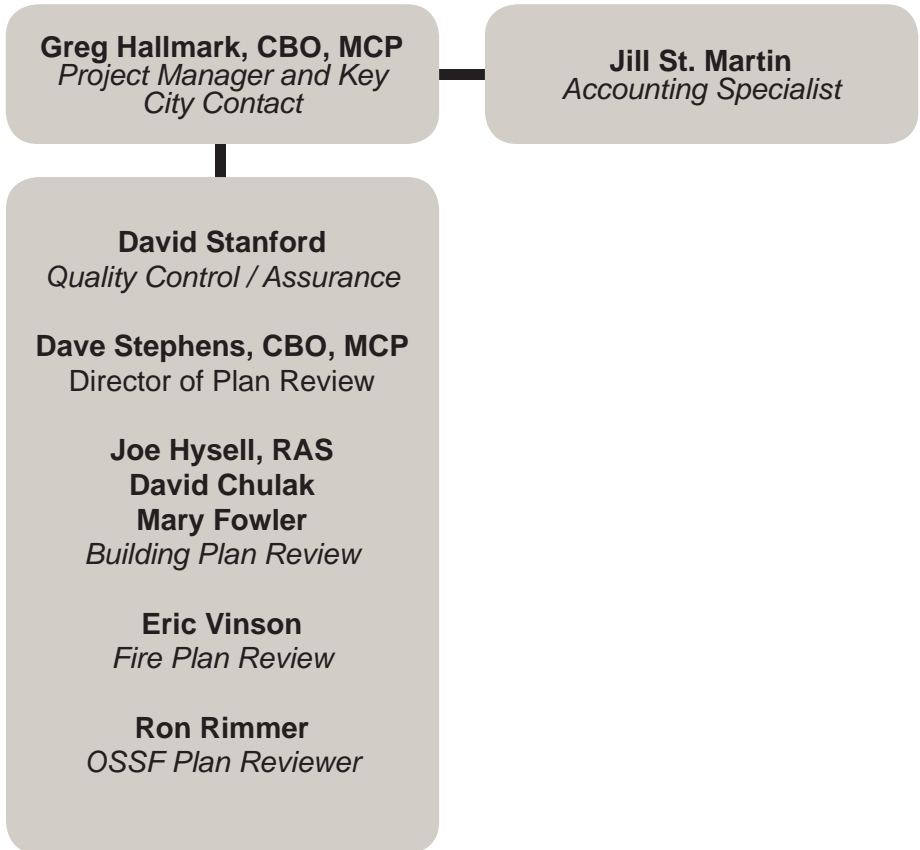 Greg Hallmark, CBO, MCP
Project Manager and Key
City Contact
Jill St. Martin
Accounting Specialist
David Stanford
Quality Control / Assurance
Dave Stephens, CBO, MCP
Director of Plan Review
Joe Hysell, RAS
David Chulak
Mary Fowler
Building Plan Review
Eric Vinson
Fire Plan Review
Ron Rimmer
OSSF Plan Reviewer